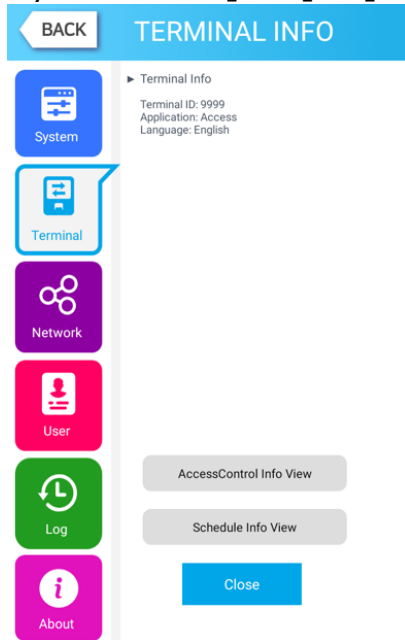 BACK
TERMINAL INFO
► Terminal Info
Terminal ID: 9999
Application: Access
Language: English
System
Terminal
Network
User
Log
About
AccessControl Info View
Schedule Info View
Close